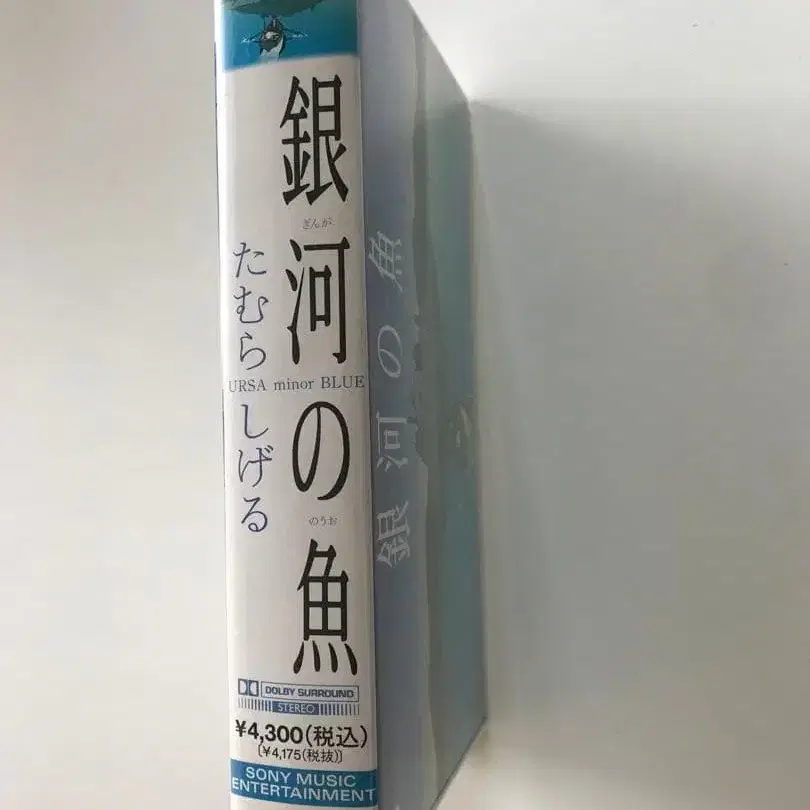 銀河の魚
ぎんが
のうお
たむらしげる
URSA minor BLUE
DOLBY SURROUND
STEREO
¥4,300(税込)
(¥4,175(税抜))
SONY MUSIC
ENTERTAINMENT
銀河の魚